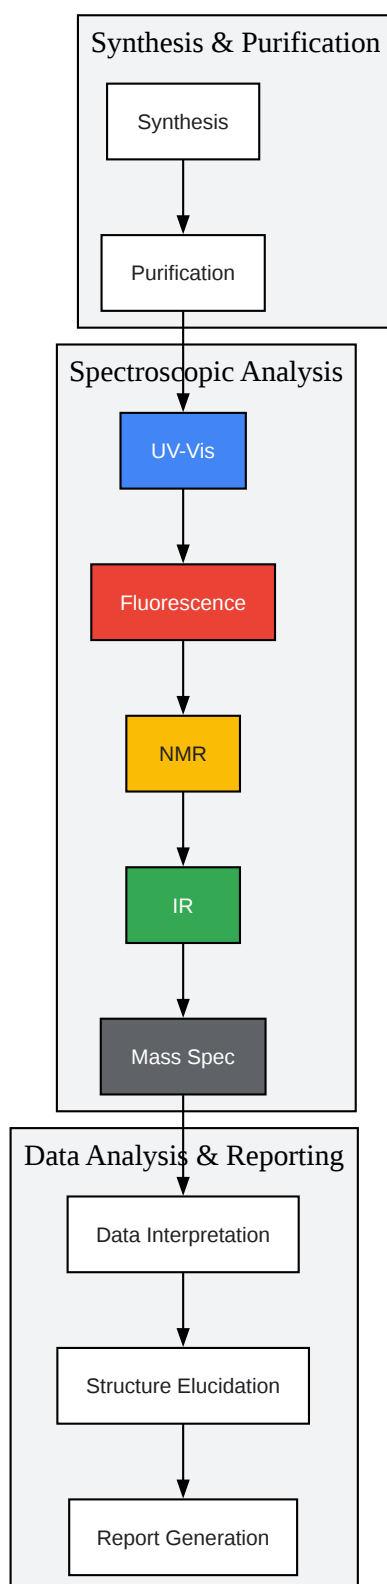 Synthesis & Purification
Synthesis
Purification
Spectroscopic Analysis
UV-Vis
Fluorescence
NMR
IR
Mass Spec
Data Analysis & Reporting
Data Interpretation
Structure Elucidation
Report Generation